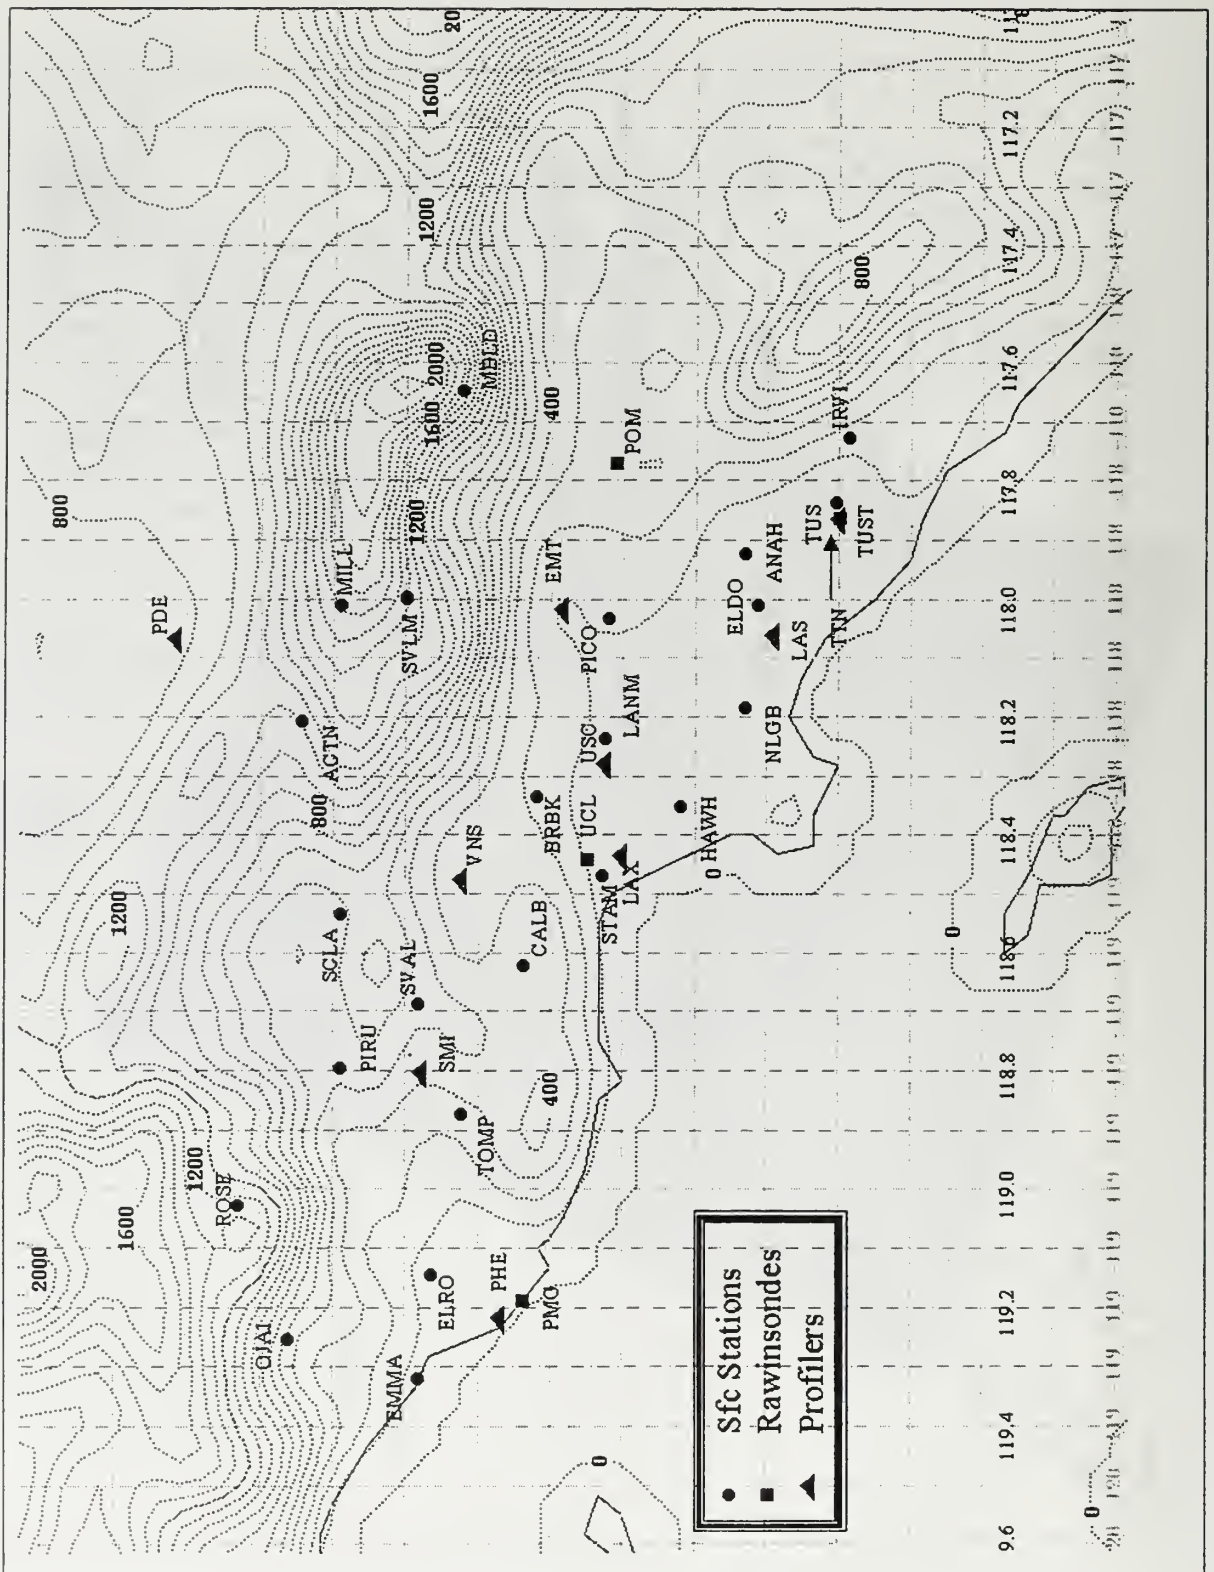 20
1600
1200
800
2000
1600
MBLD
400
POM
IRVI
800
1200
MILL
SVLM
PDE
EMT
PICO
ELDO
ANAH
TUS
TUST
LAS
TTN
NLGB
LANM
USC
ACTN
800
BRBK
UCL
VNS
HAWH
0
LAX
STAM
CALB
SCLA
1200
SVAL
PIRU
SMI
TOMP
400
0
ROSE
1200
1600
2000
OJAI
ELRO
PHE
PMG
EMMA
0
0
Sfc Stations
Rawinsondes
Profilers
9.6
119.4
119.2
119.0
118.8
118.6
118.4
118.2
118.0
117.8
117.6
117.4
117.2